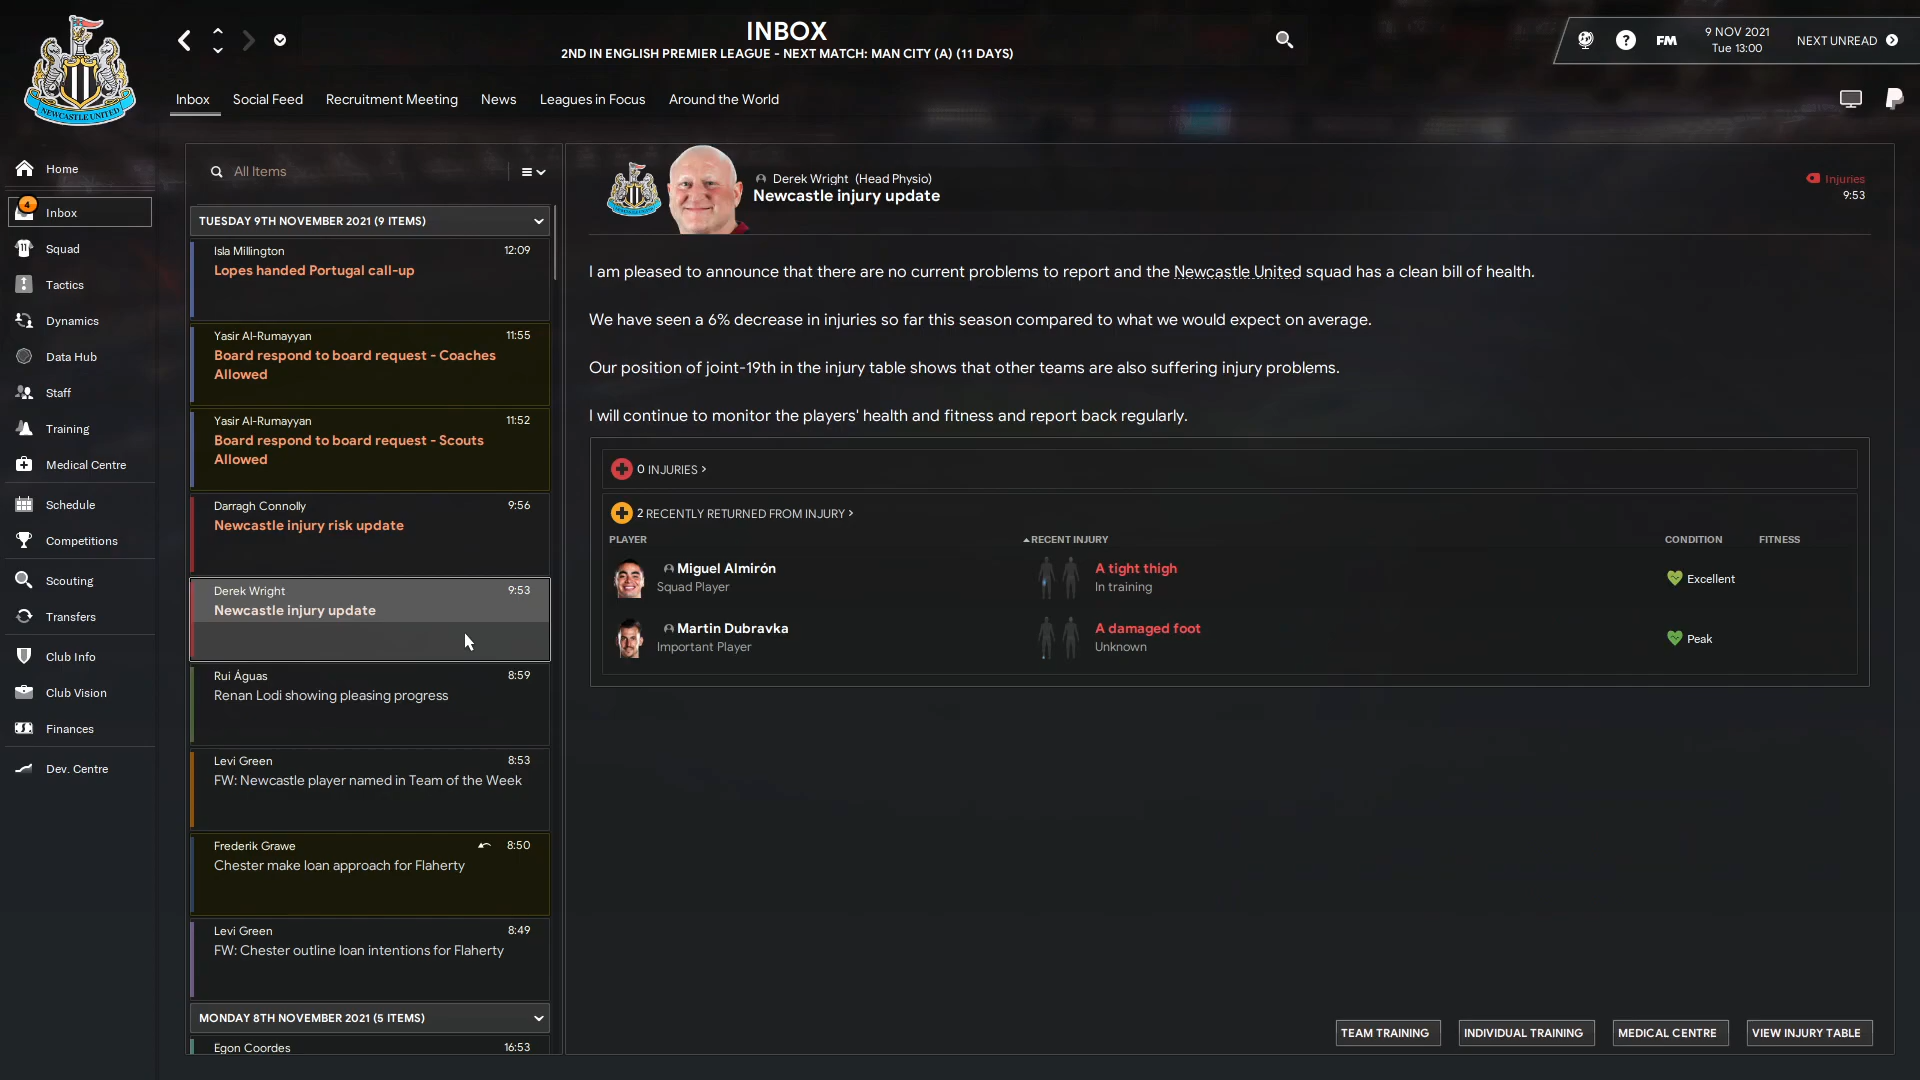 INBOX
2ND IN ENGLISH PREMIER LEAGUE - NEXT MATCH: MAN CITY (A) (11 DAYS)
FM
9 NOV 2021
Tue 13:00
NEXT UNREAD
NEWCASTLE UNITED
Inbox
Social Feed
Recruitment Meeting
News
Leagues in Focus
Around the World
Home
4
Inbox
Squad
Tactics
Dynamics
Data Hub
Staff
Training
Medical Centre
Schedule
Competitions
Scouting
Transfers
Club Info
Club Vision
Finances
Dev. Centre
All Items
TUESDAY 9TH NOVEMBER 2021 (9 ITEMS)
Isla Millington 12:09
Lopes handed Portugal call-up
Yasir Al-Rumayyan 11:55
Board respond to board request - Coaches
Allowed
Yasir Al-Rumayyan 11:52
Board respond to board request - Scouts
Allowed
Darragh Connolly 9:56
Newcastle injury risk update
Derek Wright 9:53
Newcastle injury update
Rui Águas 8:59
Renan Lodi showing pleasing progress
Levi Green 8:53
FW: Newcastle player named in Team of the Week
Frederik Grawe 8:50
Chester make loan approach for Flaherty
Levi Green 8:49
FW: Chester outline loan intentions for Flaherty
MONDAY 8TH NOVEMBER 2021 (5 ITEMS)
Egon Coordes 16:53
Derek Wright (Head Physio)
Newcastle injury update
Injuries
9:53
I am pleased to announce that there are no current problems to report and the Newcastle United squad has a clean bill of health.
We have seen a 6% decrease in injuries so far this season compared to what we would expect on average.
Our position of joint-19th in the injury table shows that other teams are also suffering injury problems.
I will continue to monitor the players' health and fitness and report back regularly.
0 INJURIES >
2 RECENTLY RETURNED FROM INJURY >
PLAYER RECENT INJURY CONDITION FITNESS
Miguel Almirón A tight thigh
Squad Player In training
Excellent
Martin Dubravka A damaged foot
Important Player Unknown
Peak
TEAM TRAINING
INDIVIDUAL TRAINING
MEDICAL CENTRE
VIEW INJURY TABLE